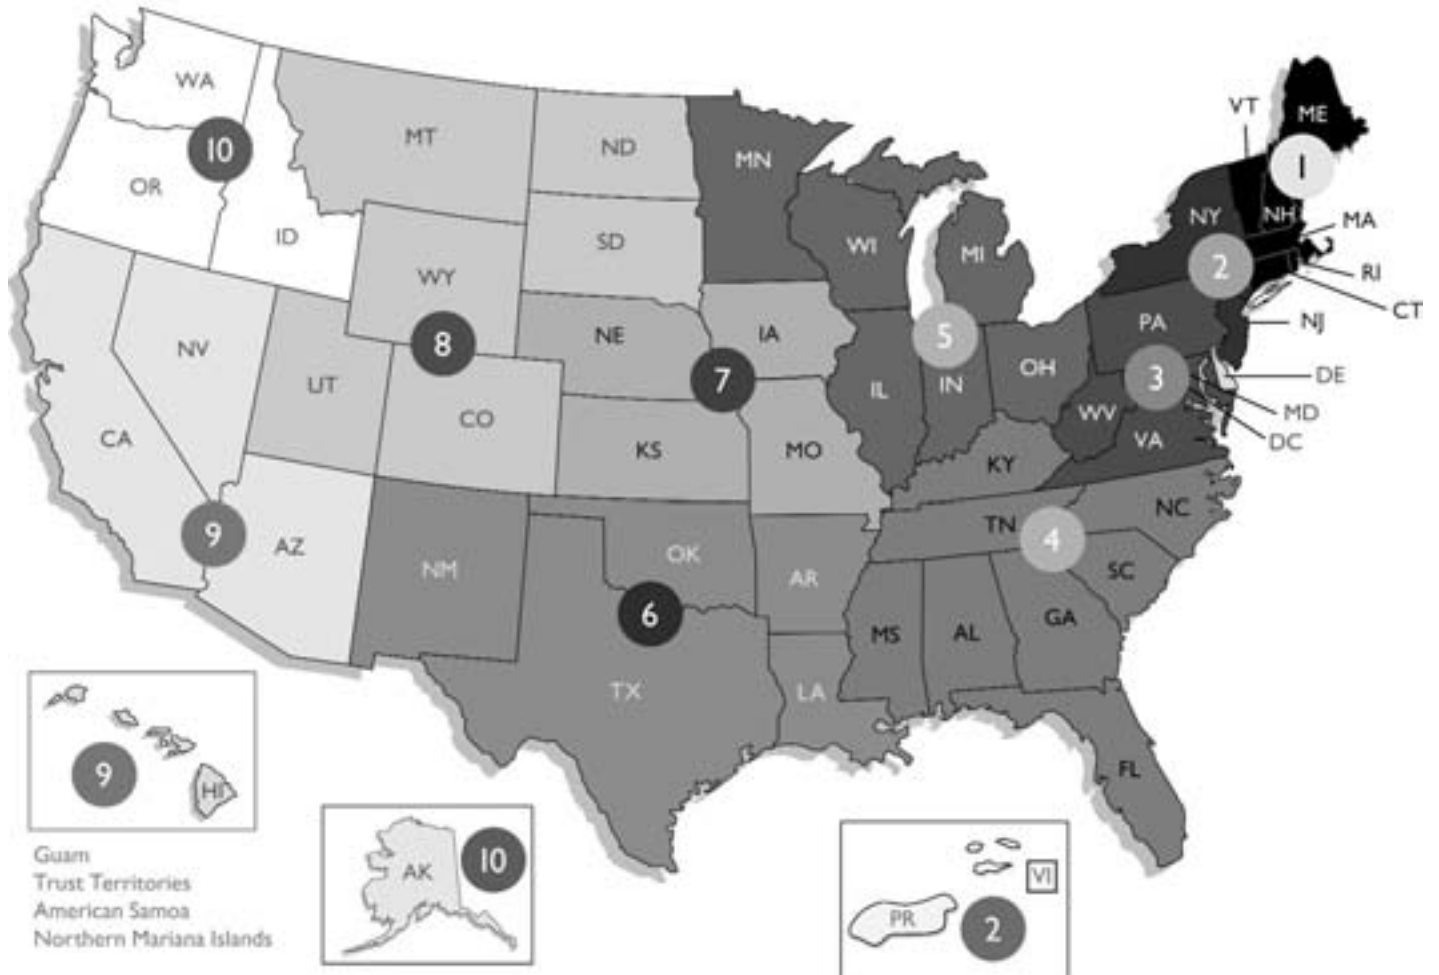 WA
MT
ND
MN
VT
ME
10
1
OR
ID
SD
WI
MI
NY
NH
MA
WY
2
RI
CT
NV
8
NE
IA
5
PA
NJ
UT
7
IL
IN
OH
3
DE
CA
CO
KS
MO
WV
VA
MD
DC
KY
9
AZ
NM
OK
AR
TN
4
NC
SC
6
TX
LA
MS
AL
GA
FL
9
HI
Guam
Trust Territories
American Samoa
Northern Mariana Islands
AK
10
VI
PR
2